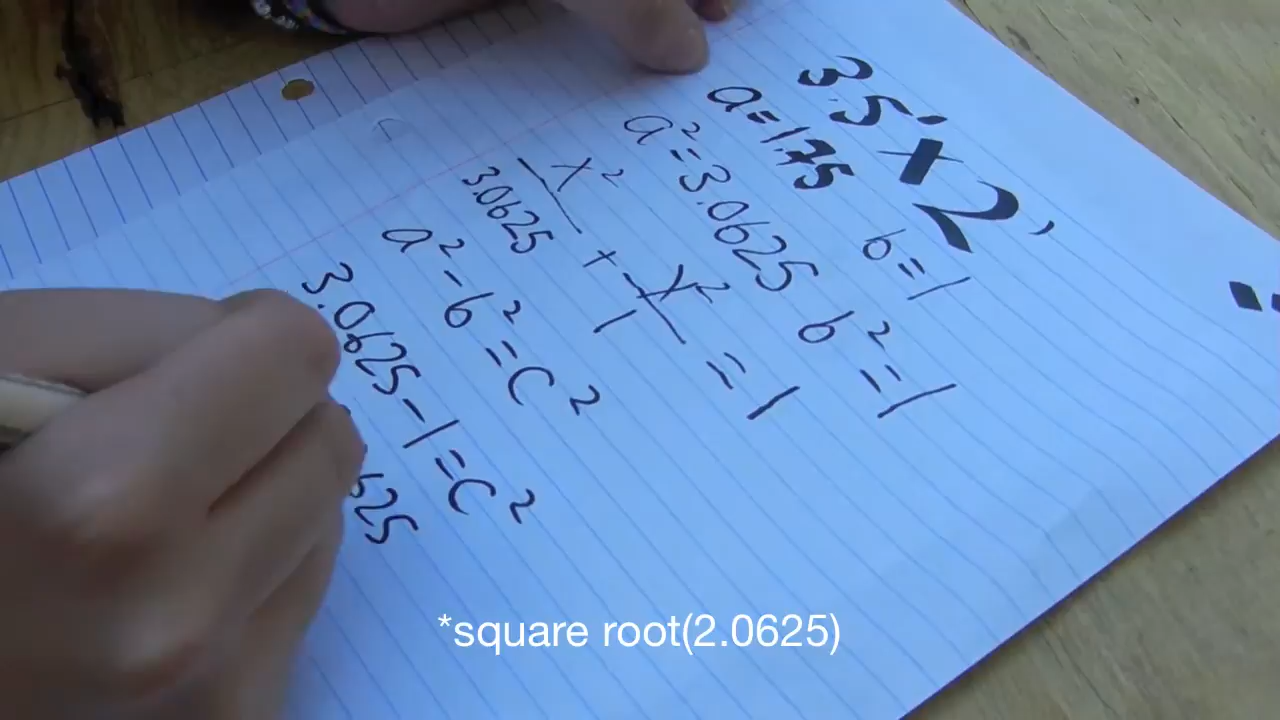 3.5' x 2'
a=1.75 b=1
a²=3.0625 b²=1
x²/3.0625 + y²/1 = 1
a²-b²=c²
3.0625-1=c²
625
*square root(2.0625)